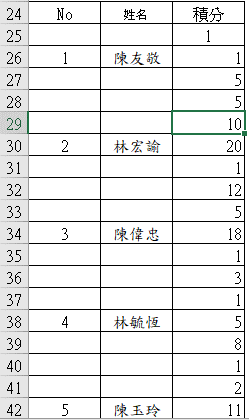 24 No 姓名 積分
25 1
26 1 陳友敬 1
27 5
28 5
29 10
30 2 林宏諭 20
31 1
32 12
33 5
34 3 陳偉忠 18
35 1
36 3
37 1
38 4 林毓恆 5
39 8
40 1
41 2
42 5 陳玉玲 11